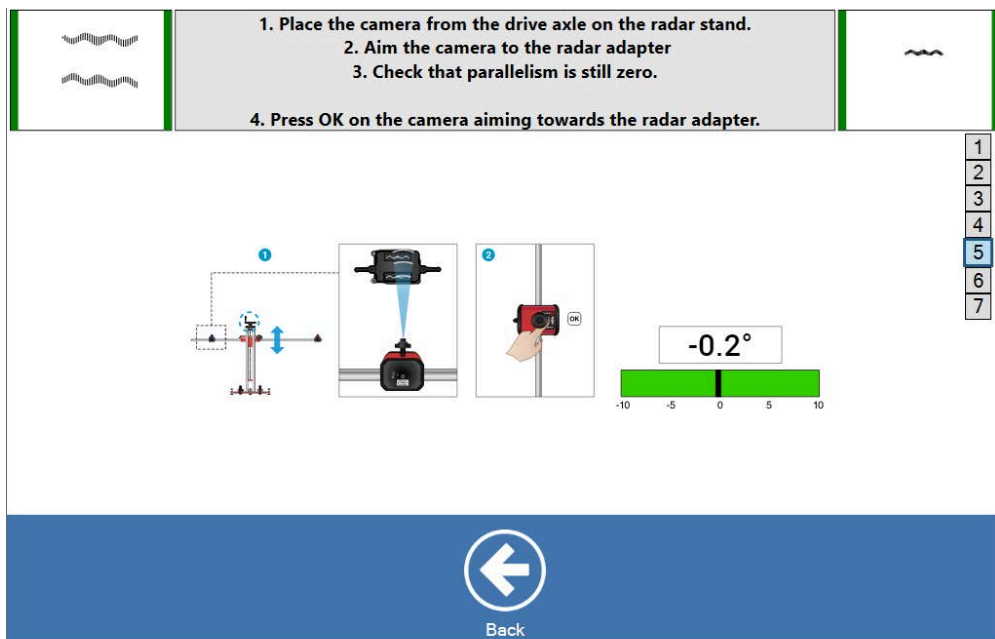 1. Place the camera from the drive axle on the radar stand.
2. Aim the camera to the radar adapter
3. Check that parallelism is still zero.
4. Press OK on the camera aiming towards the radar adapter.
1
2
3
4
5
6
7
1
2
OK
-0.2°
-10 -5 0 5 10
Back